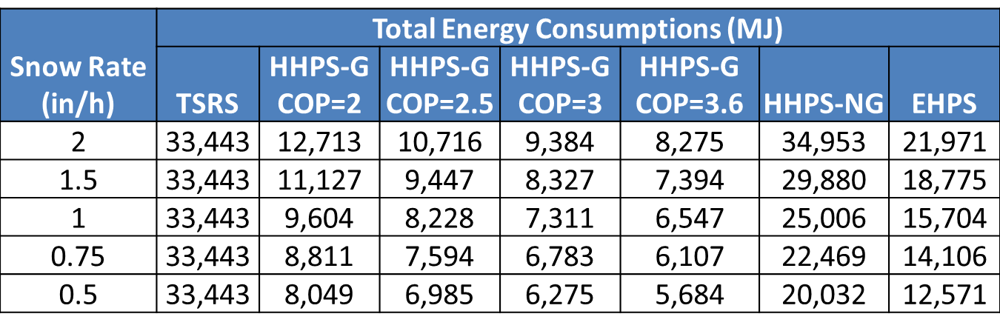 Total Energy Consumptions (MJ)
Snow Rate (in/h) TSRS HHPS-G COP=2 HHPS-G COP=2.5 HHPS-G COP=3 HHPS-G COP=3.6 HHPS-NG EHPS
2 33,443 12,713 10,716 9,384 8,275 34,953 21,971
1.5 33,443 11,127 9,447 8,327 7,394 29,880 18,775
1 33,443 9,604 8,228 7,311 6,547 25,006 15,704
0.75 33,443 8,811 7,594 6,783 6,107 22,469 14,106
0.5 33,443 8,049 6,985 6,275 5,684 20,032 12,571